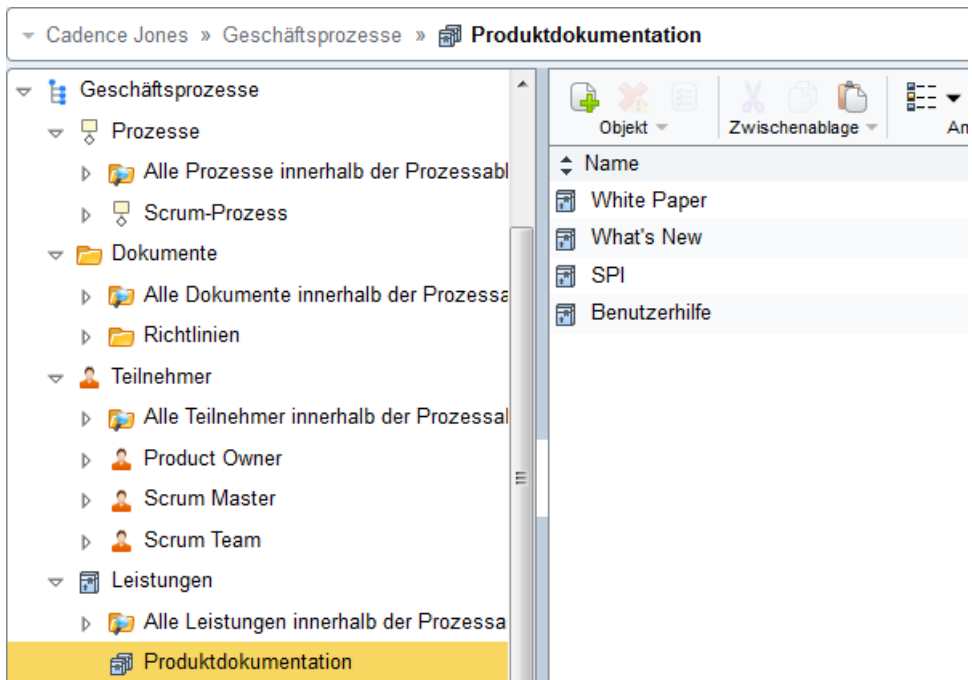 Cadence Jones » Geschäftsprozesse » Produktdokumentation
Geschäftsprozesse
Prozesse
Alle Prozesse innerhalb der Prozessabl
Scrum-Prozess
Dokumente
Alle Dokumente innerhalb der Prozessa
Richtlinien
Teilnehmer
Alle Teilnehmer innerhalb der Prozessal
Product Owner
Scrum Master
Scrum Team
Leistungen
Alle Leistungen innerhalb der Prozessa
Produktdokumentation
Objekt
Zwischenablage
An
Name
White Paper
What's New
SPI
Benutzerhilfe